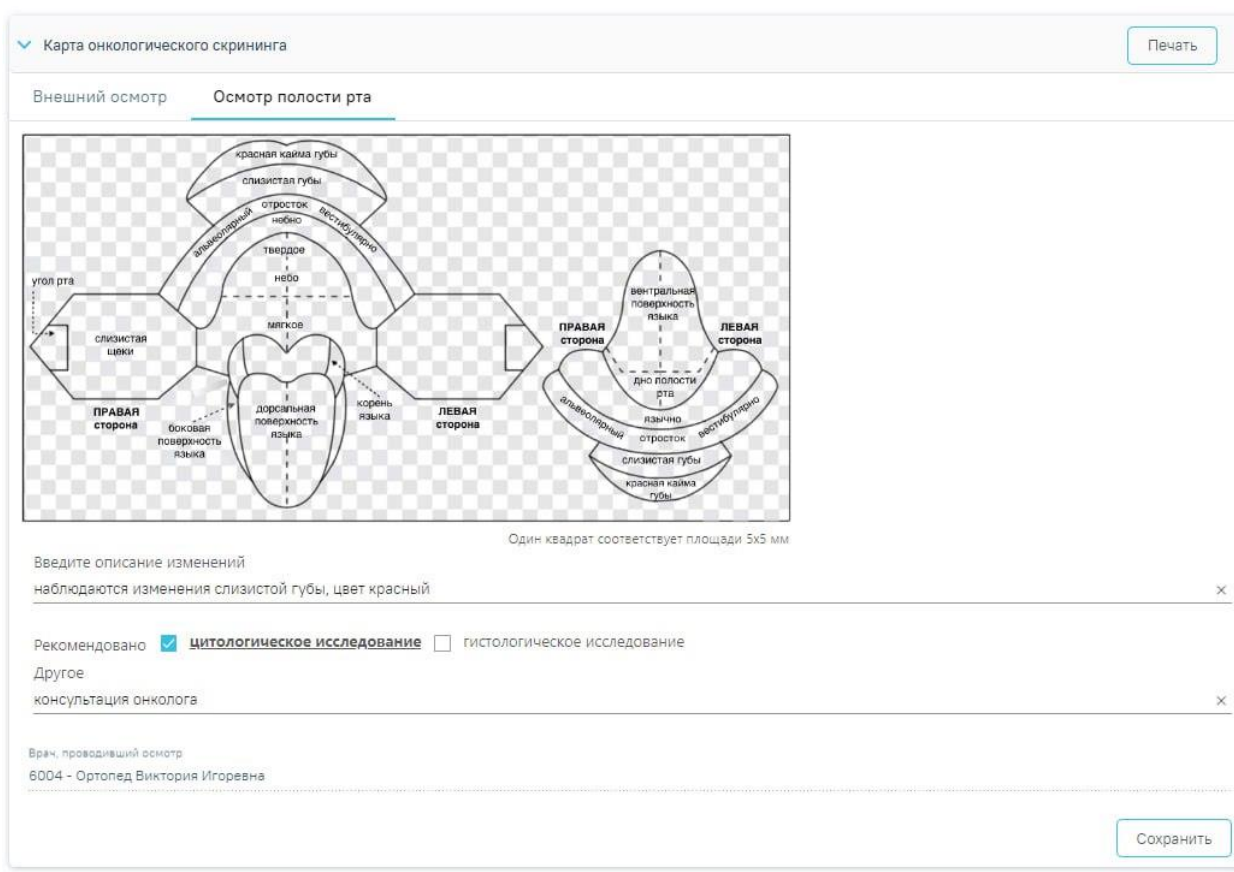 Карта онкологического скрининга
Печать
Внешний осмотр
Осмотр полости рта
красная кайма губы
слизистая губы
альвеолярный отросток вестибулярно
небно
твердое
небо
мягкое
угол рта
слизистая
щеки
ПРАВАЯ
сторона
боковая
поверхность
языка
дорсальная
поверхность
языка
корень
языка
ЛЕВАЯ
сторона
вентральная
поверхность
языка
ПРАВАЯ
сторона
ЛЕВАЯ
сторона
дно полости
рта
язычно
альвеолярный отросток вестибулярно
слизистая губы
красная кайма
губы
Один квадрат соответствует площади 5х5 мм
Введите описание изменений
наблюдаются изменения слизистой губы, цвет красный
Рекомендовано цитологическое исследование гистологическое исследование
Другое
консультация онколога
Врач, проводивший осмотр
6004 - Ортопед Виктория Игоревна
Сохранить